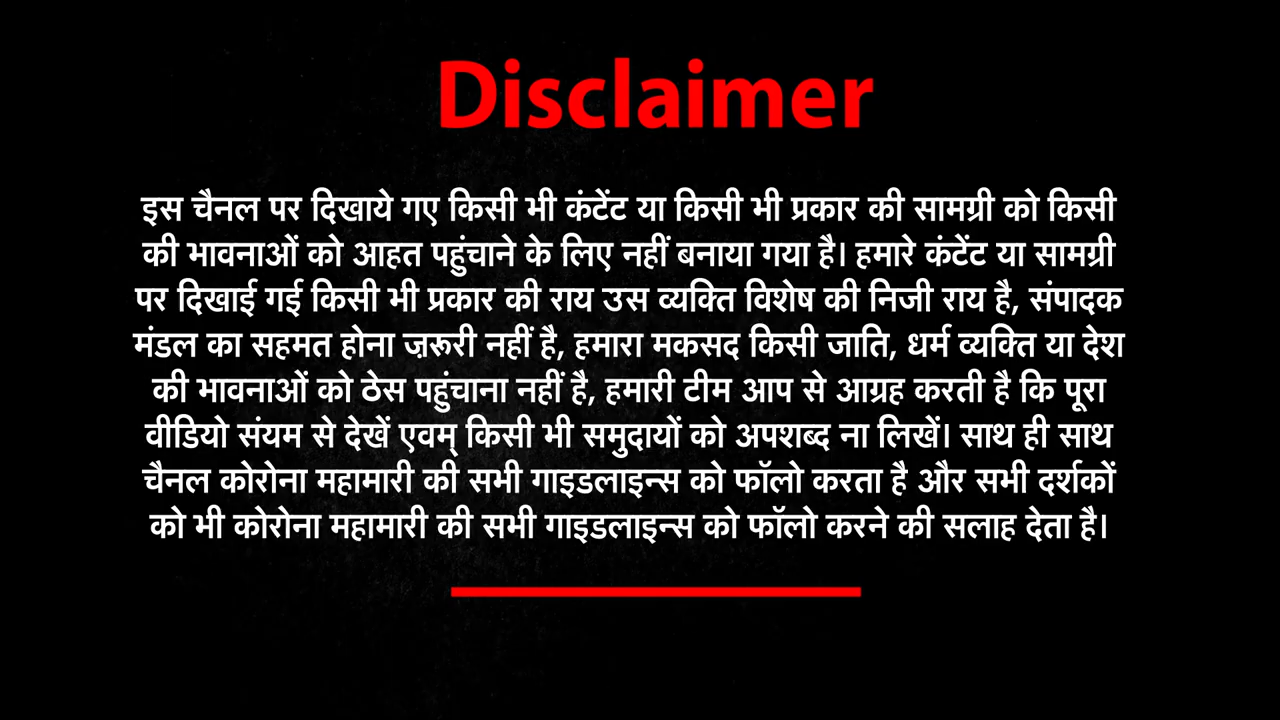 Disclaimer
इस चैनल पर दिखाये गए किसी भी कंटेंट या किसी भी प्रकार की सामग्री को किसी
की भावनाओं को आहत पहुंचाने के लिए नहीं बनाया गया है। हमारे कंटेंट या सामग्री
पर दिखाई गई किसी भी प्रकार की राय उस व्यक्ति विशेष की निजी राय है, संपादक
मंडल का सहमत होना ज़रूरी नहीं है, हमारा मकसद किसी जाति, धर्म व्यक्ति या देश
की भावनाओं को ठेस पहुंचाना नहीं है, हमारी टीम आप से आग्रह करती है कि पूरा
वीडियो संयम से देखें एवम् किसी भी समुदायों को अपशब्द ना लिखें। साथ ही साथ
चैनल कोरोना महामारी की सभी गाइडलाइन्स को फॉलो करता है और सभी दर्शकों
को भी कोरोना महामारी की सभी गाइडलाइन्स को फॉलो करने की सलाह देता है।